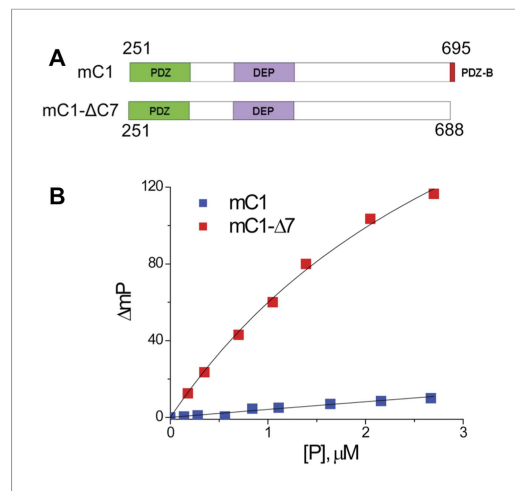 A
251 695
mC1 PDZ DEP PDZ-B
mC1-ΔC7 PDZ DEP
251 688
B
120
mC1
mC1-Δ7
80
ΔmP
40
0
0 1 2 3
[P], μM